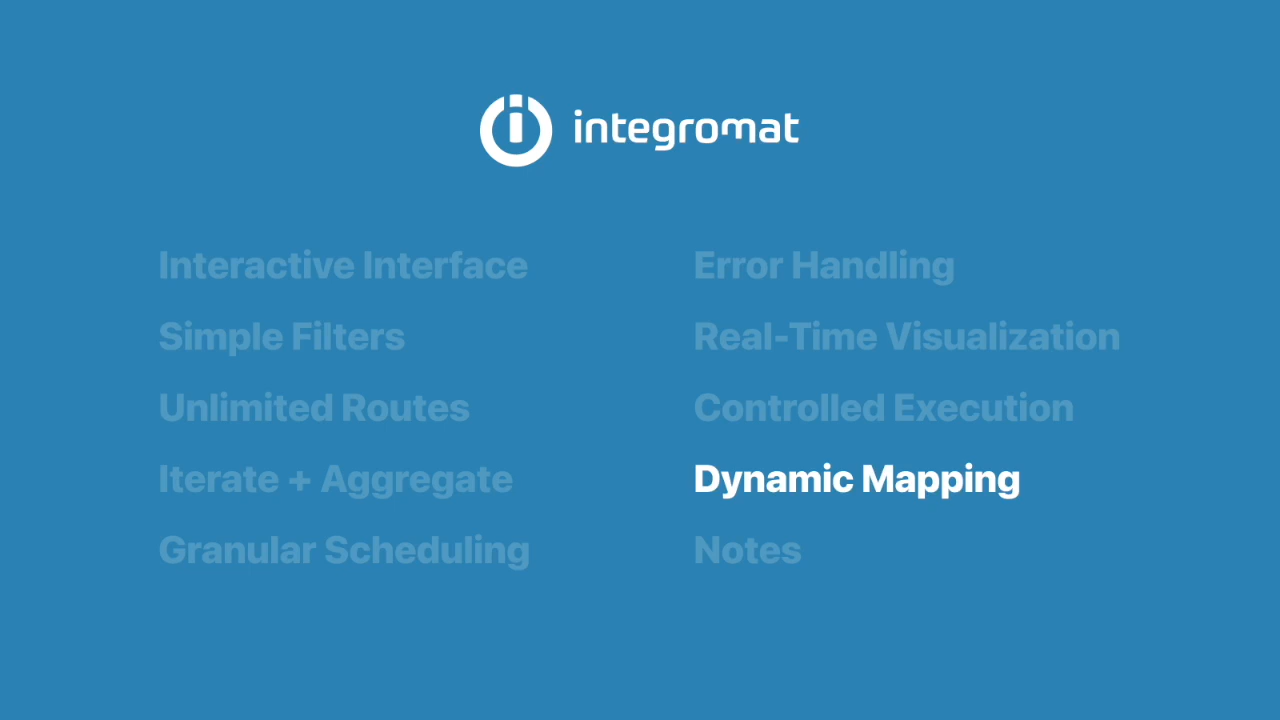 integromat
Interactive Interface
Simple Filters
Unlimited Routes
Iterate + Aggregate
Granular Scheduling
Error Handling
Real-Time Visualization
Controlled Execution
Dynamic Mapping
Notes